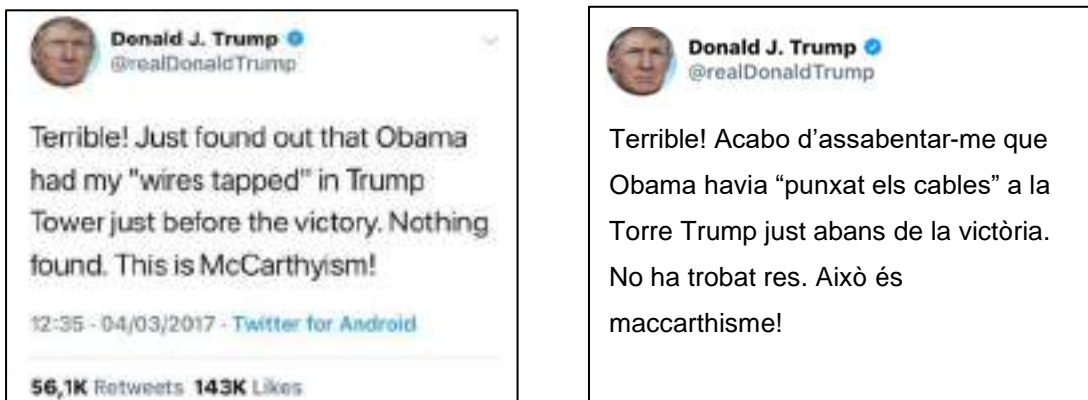 Donald J. Trump
@realDonaldTrump
Terrible! Just found out that Obama
had my "wires tapped" in Trump
Tower just before the victory. Nothing
found. This is McCarthyism!
12:35 - 04/03/2017 - Twitter for Android
56,1K Retweets 143K Likes
Donald J. Trump
@realDonaldTrump
Terrible! Acabo d’assabentar-me que
Obama havia “punxat els cables” a la
Torre Trump just abans de la victòria.
No ha trobat res. Això és
maccarthisme!